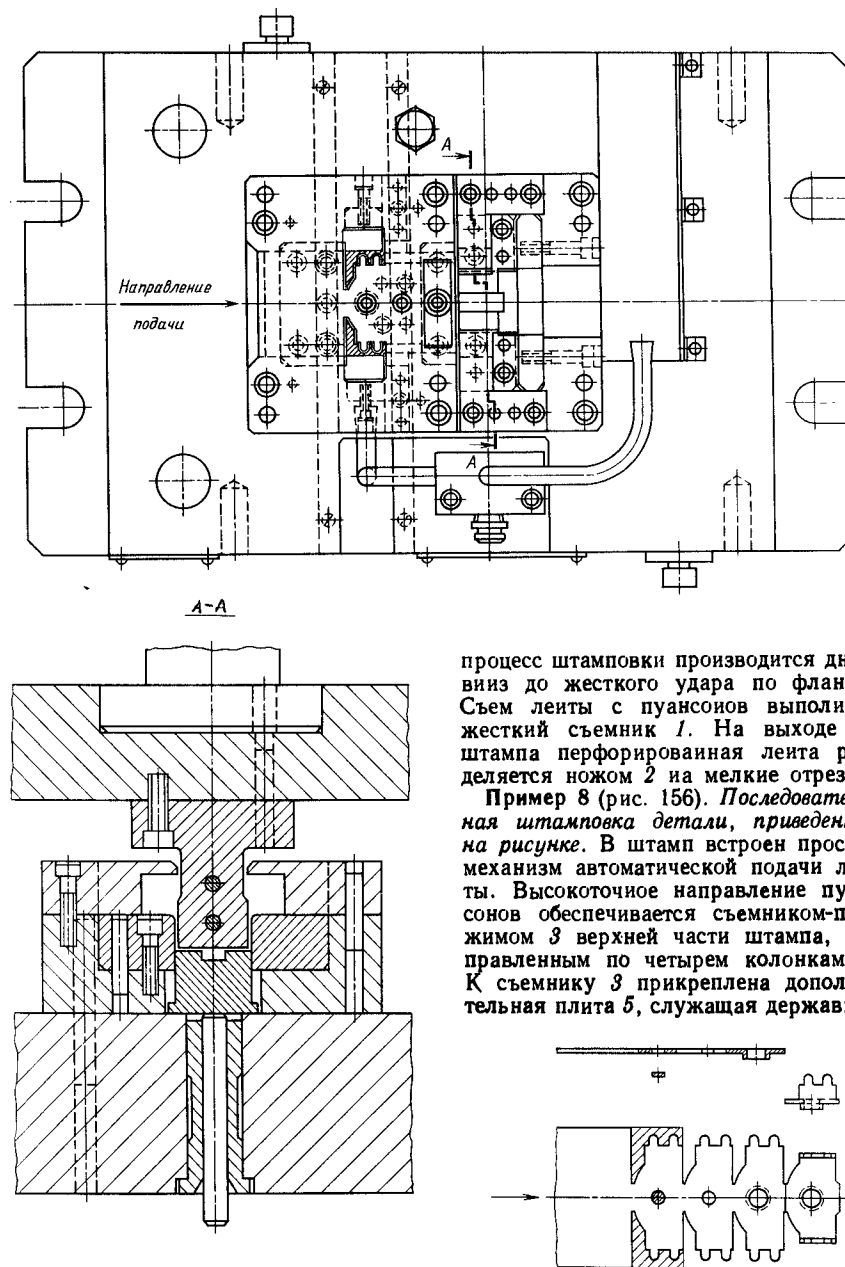 Направление
подачи
А
А
А-А
процесс штамповки производится дн
вииз до жесткого удара по флан
Съем леиты с пуансоиов выполи
жесткий съемник 1. На выходе
штампа перфорироваиная леита р
деляется ножом 2 иа мелкие отрез
Пример 8 (рис. 156). Последовате
ная штамповка детали, приведен
на рисунке. В штамп встроен прос
механизм автоматической подачи л
ты. Высокоточиое направление пу
сонов обеспечивается съемником-п
жимом 3 верхней части штампа,
правленным по четырем колонкам
К съемнику 3 прикреплена допол
тельная плита 5, служащая держав